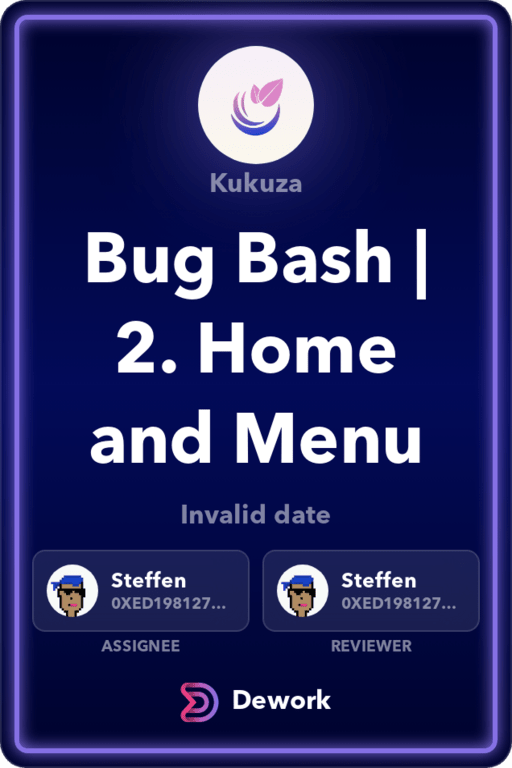 Kukuza
Bug Bash |
2. Home
and Menu
Invalid date
Steffen
0XED198127...
ASSIGNEE
Steffen
0XED198127...
REVIEWER
Dework